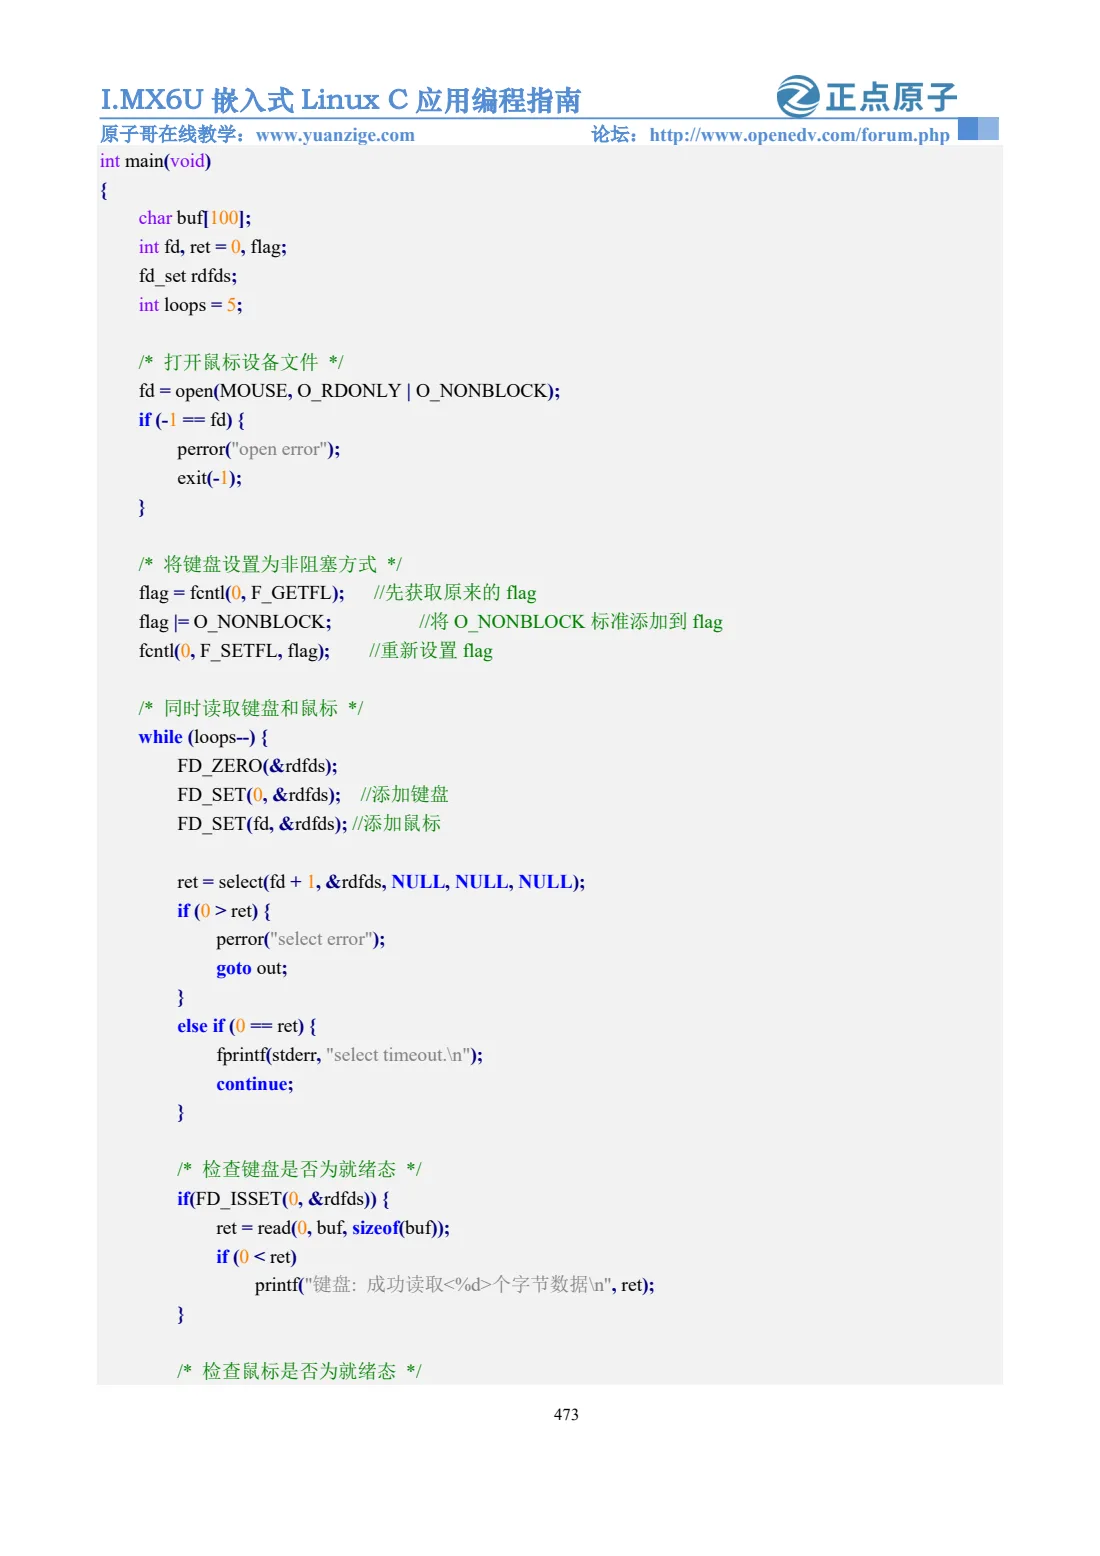 I.MX6U 嵌入式 Linux C 应用编程指南
正点原子
原子哥在线教学：www.yuanzige.com 论坛：http://www.openedv.com/forum.php
int main(void)
{
char buf[100];
int fd, ret = 0, flag;
fd_set rdfds;
int loops = 5;
/* 打开鼠标设备文件 */
fd = open(MOUSE, O_RDONLY | O_NONBLOCK);
if (-1 == fd) {
perror("open error");
exit(-1);
}
/* 将键盘设置为非阻塞方式 */
flag = fcntl(0, F_GETFL); //先获取原来的 flag
flag |= O_NONBLOCK; //将 O_NONBLOCK 标准添加到 flag
fcntl(0, F_SETFL, flag); //重新设置 flag
/* 同时读取键盘和鼠标 */
while (loops--) {
FD_ZERO(&rdfds);
FD_SET(0, &rdfds); //添加键盘
FD_SET(fd, &rdfds); //添加鼠标
ret = select(fd + 1, &rdfds, NULL, NULL, NULL);
if (0 > ret) {
perror("select error");
goto out;
}
else if (0 == ret) {
fprintf(stderr, "select timeout.\n");
continue;
}
/* 检查键盘是否为就绪态 */
if(FD_ISSET(0, &rdfds)) {
ret = read(0, buf, sizeof(buf));
if (0 < ret)
printf("键盘: 成功读取<%d>个字节数据\n", ret);
}
/* 检查鼠标是否为就绪态 */
473